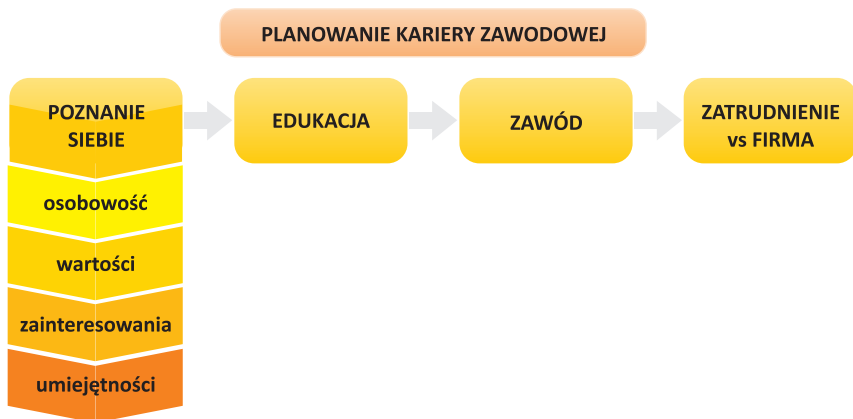 PLANOWANIE KARIERY ZAWODOWEJ
POZNANIE
SIEBIE
EDUKACJA
ZAWÓD
ZATRUDNIENIE
vs FIRMA
osobowość
wartości
zainteresowania
umiejętności